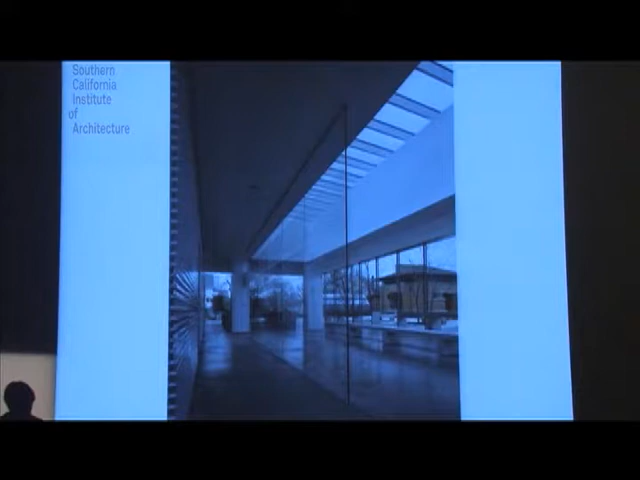 Southern
California
Institute
of
Architecture